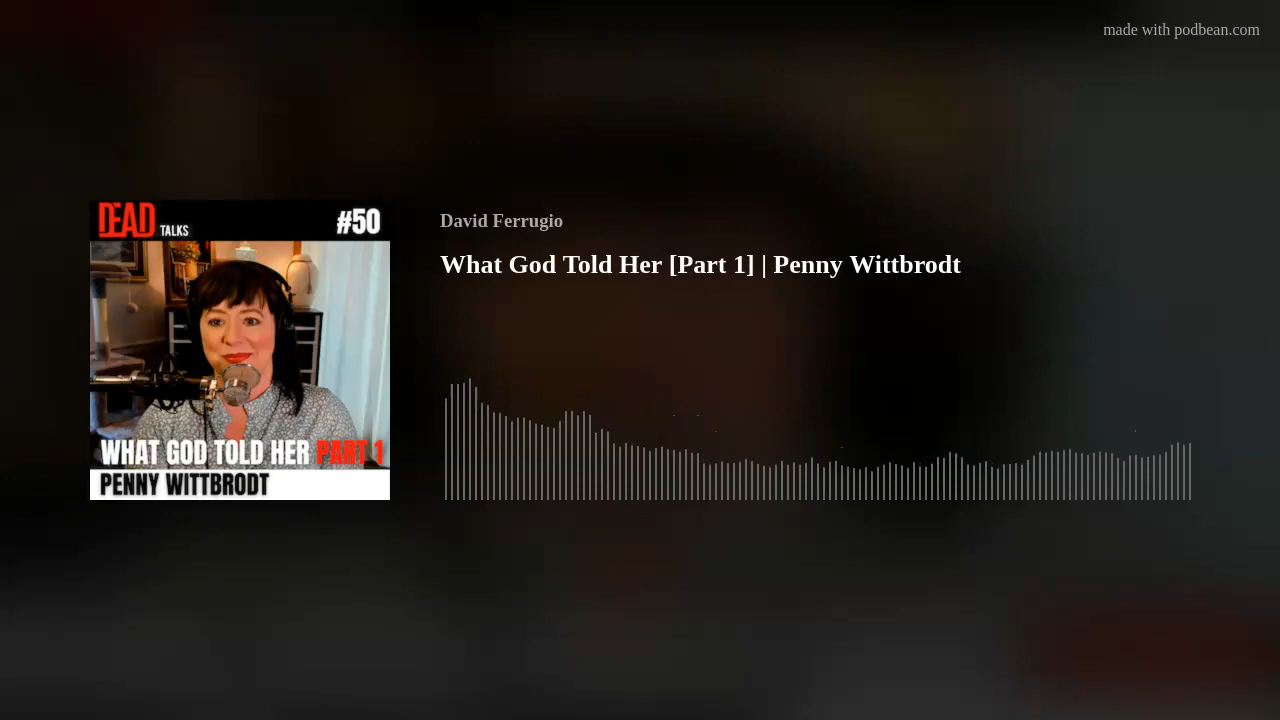 made with podbean.com
DEAD TALKS #50
David Ferrugio
What God Told Her [Part 1] | Penny Wittbrodt
WHAT GOD TOLD HER PART 1
PENNY WITTBRODT